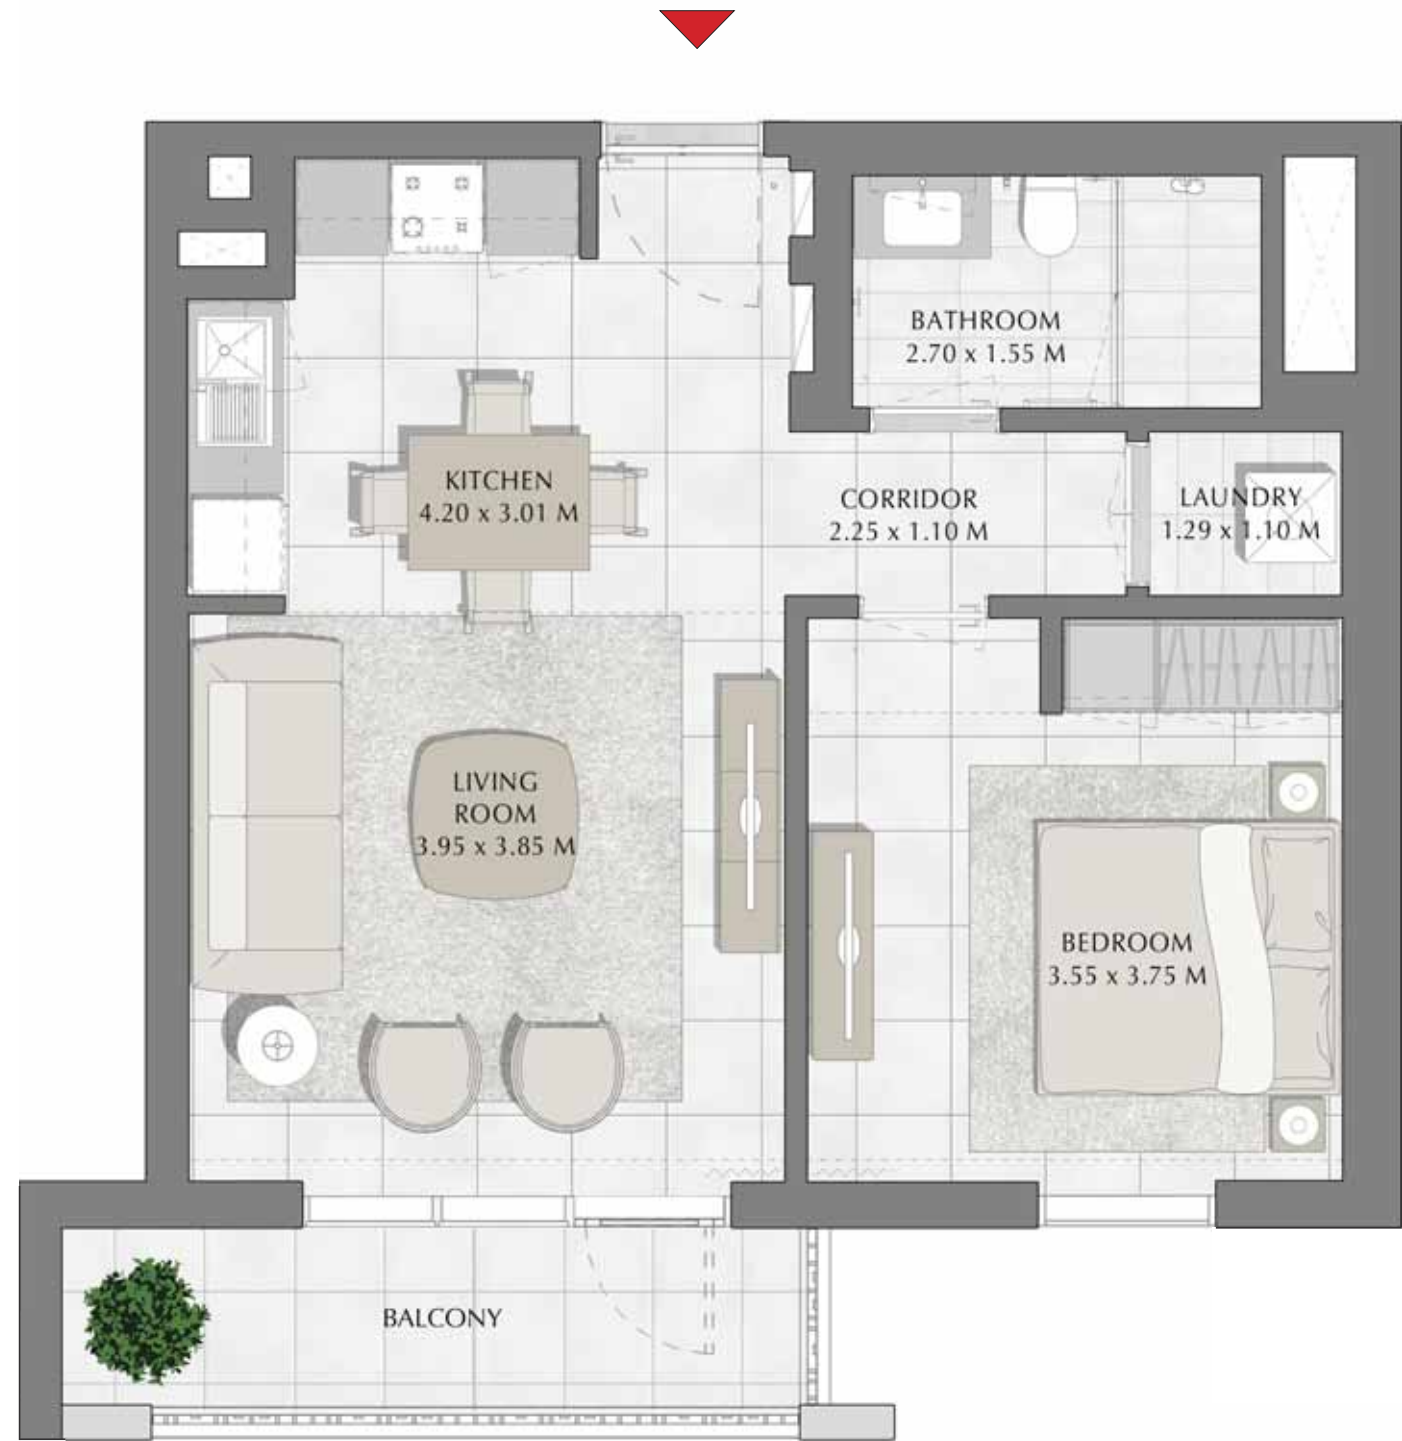 BATHROOM
2.70 x 1.55 M
KITCHEN
4.20 x 3.01 M
CORRIDOR
2.25 x 1.10 M
LAUNDRY
1.29 x 1.10 M
LIVING
ROOM
3.95 x 3.85 M
BEDROOM
3.55 x 3.75 M
BALCONY